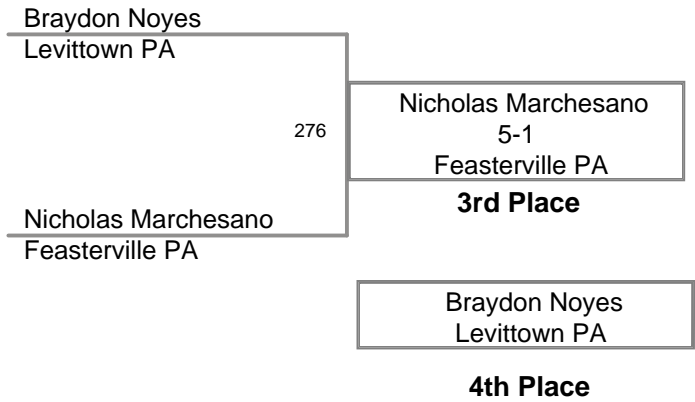 Braydon Noyes
Levittown PA
276
Nicholas Marchesano
5-1
Feasterville PA
3rd Place
Nicholas Marchesano
Feasterville PA
Braydon Noyes
Levittown PA
4th Place